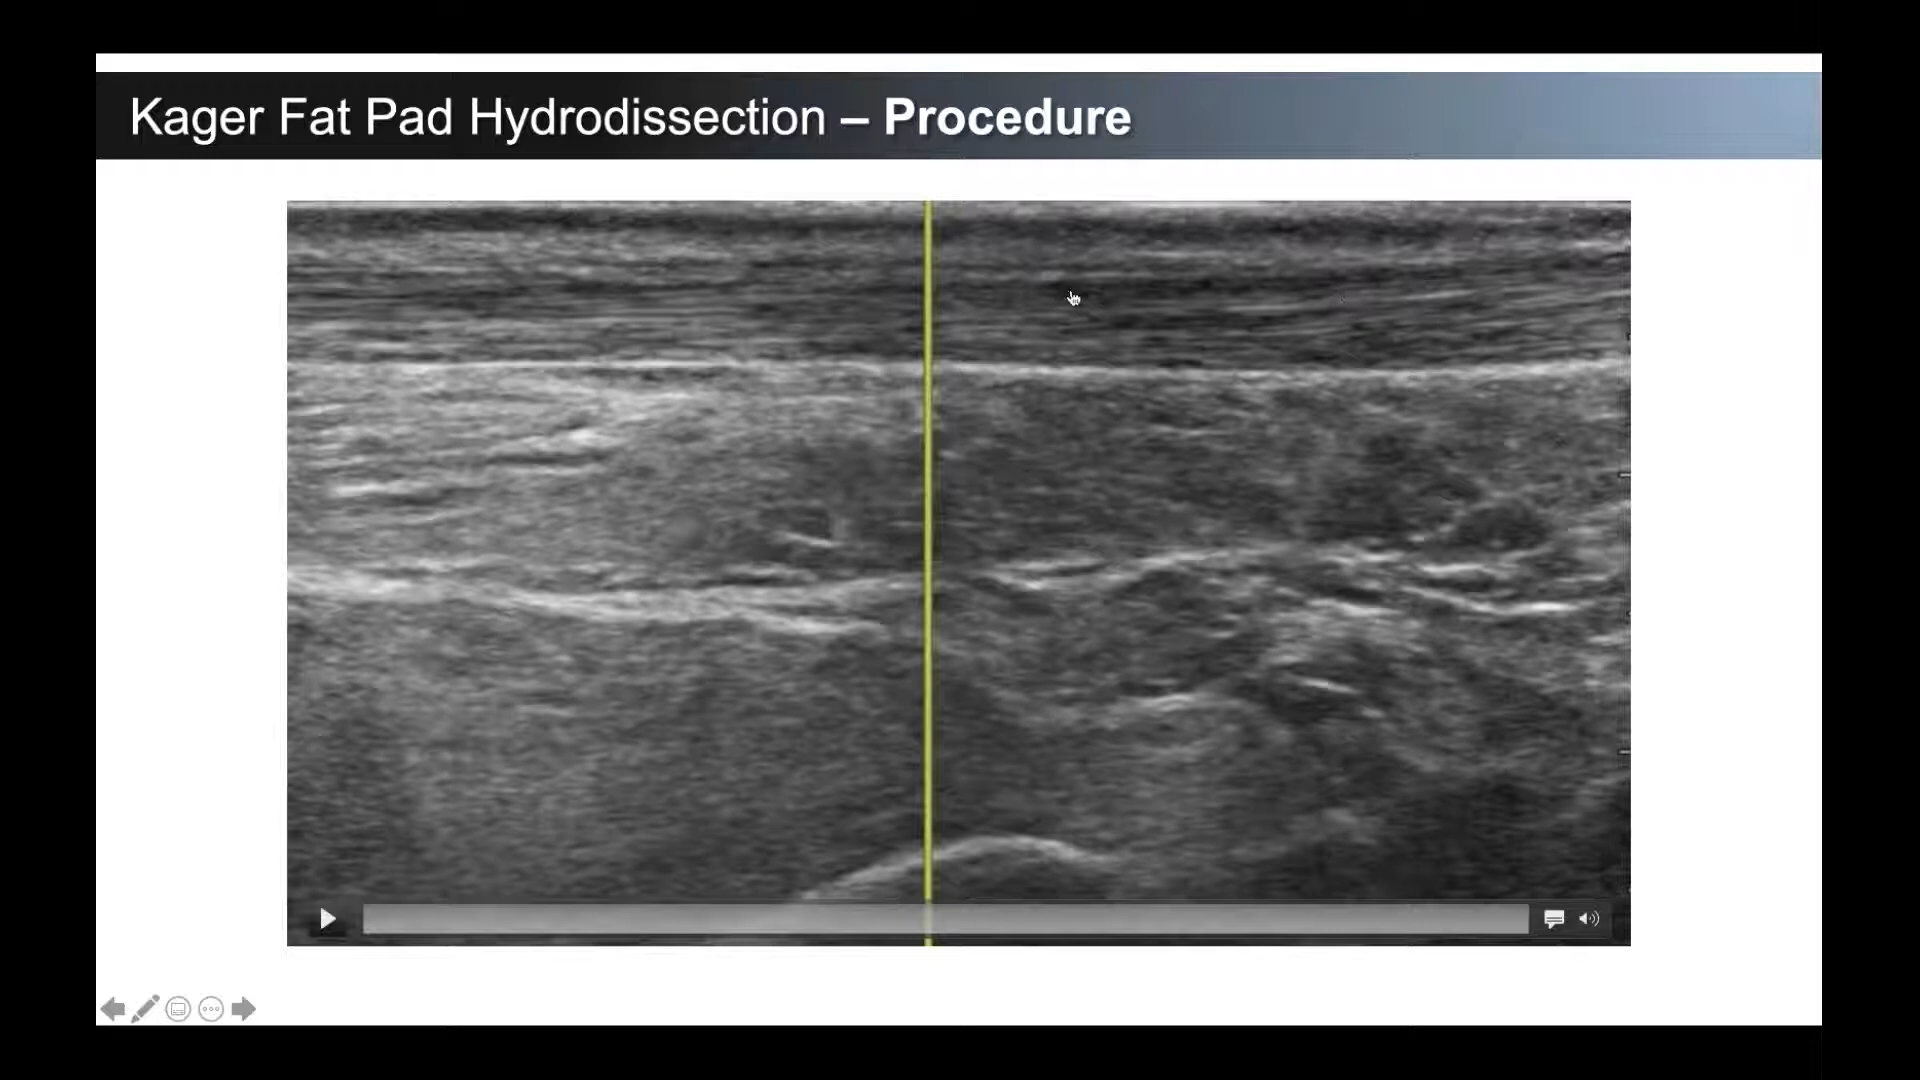 Kager Fat Pad Hydrodissection – Procedure